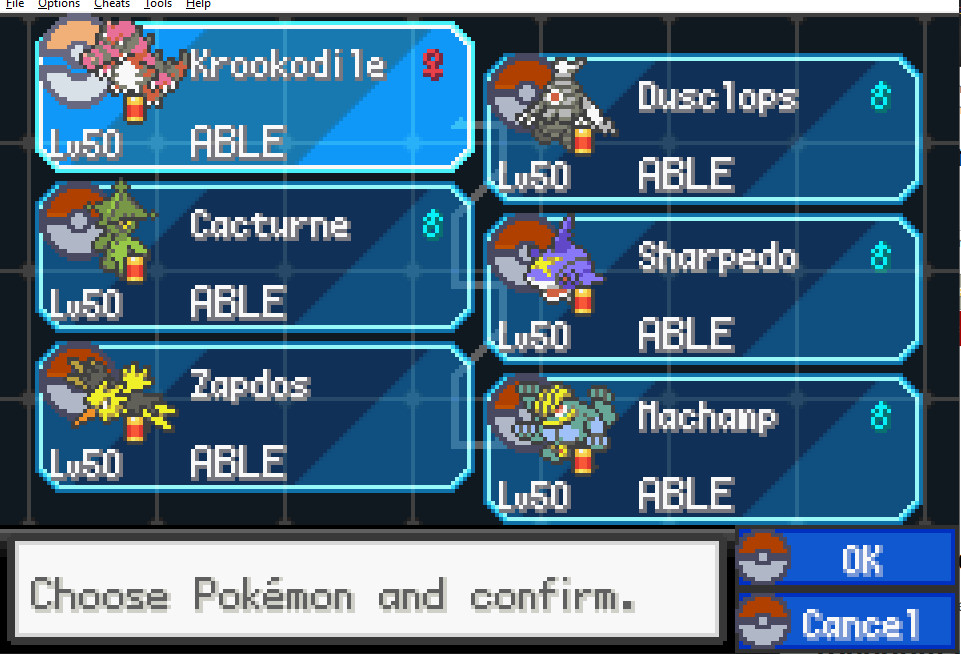 File Options Cheats Tools Help
Krookodile ♀
Lv50 ABLE
Dusclops ♂
Lv50 ABLE
Cacturne ♂
Lv50 ABLE
Sharpedo ♂
Lv50 ABLE
Zapdos
Lv50 ABLE
Machamp ♂
Lv50 ABLE
Choose Pokémon and confirm.
OK
Cancel